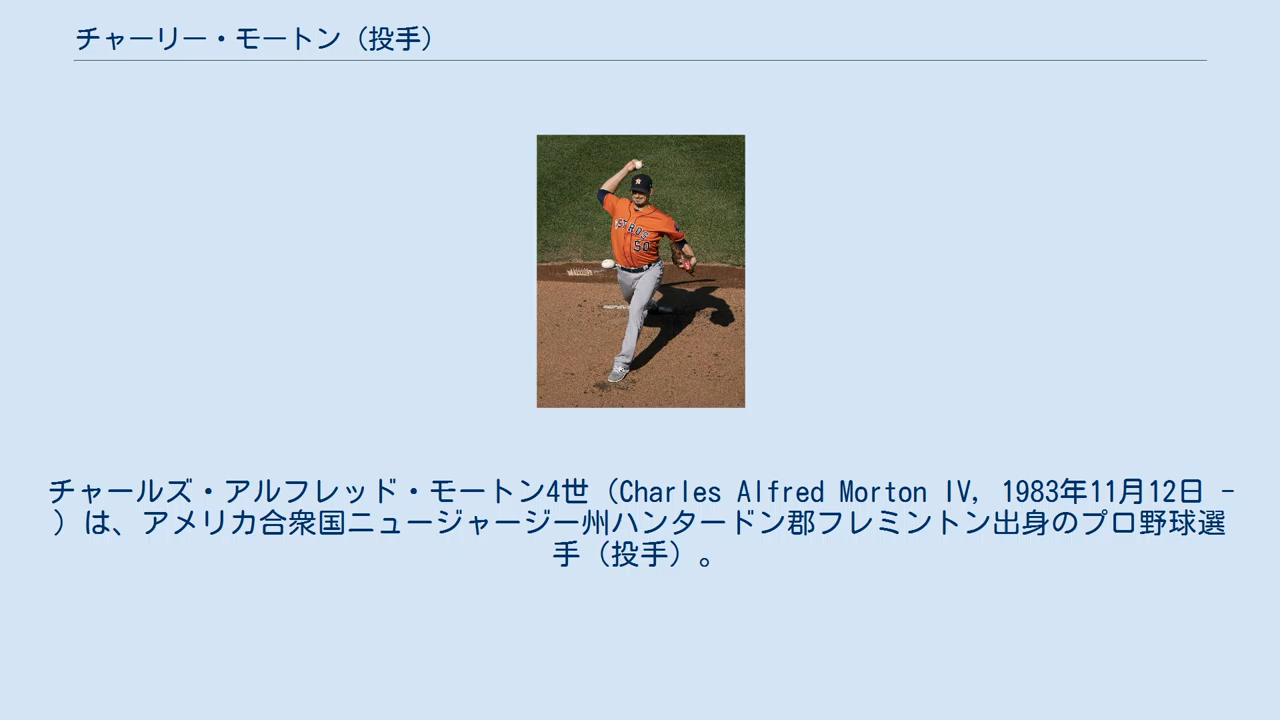 チャーリー・モートン（投手）
ASTROS
50
チャールズ・アルフレッド・モートン4世（Charles Alfred Morton IV, 1983年11月12日 -
）は、アメリカ合衆国ニュージャージー州ハンタードン郡フレミントン出身のプロ野球選
手（投手）。